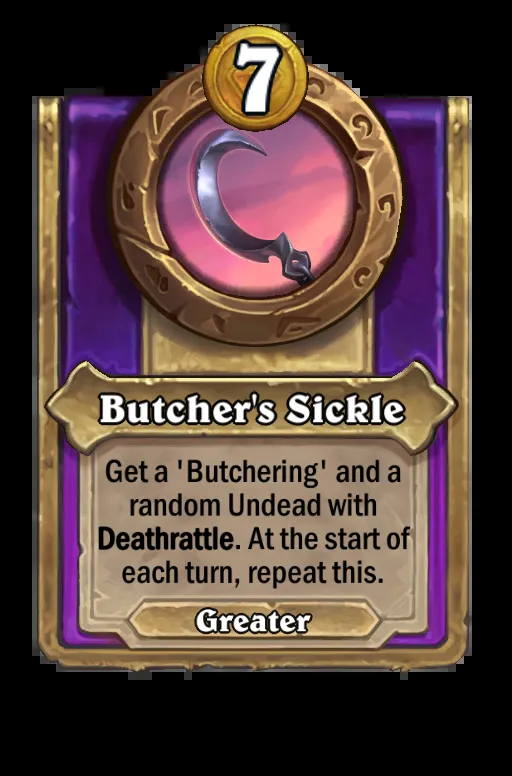 7
Butcher's Sickle
Get a 'Butchering' and a
random Undead with
Deathrattle. At the start of
each turn, repeat this.
Greater